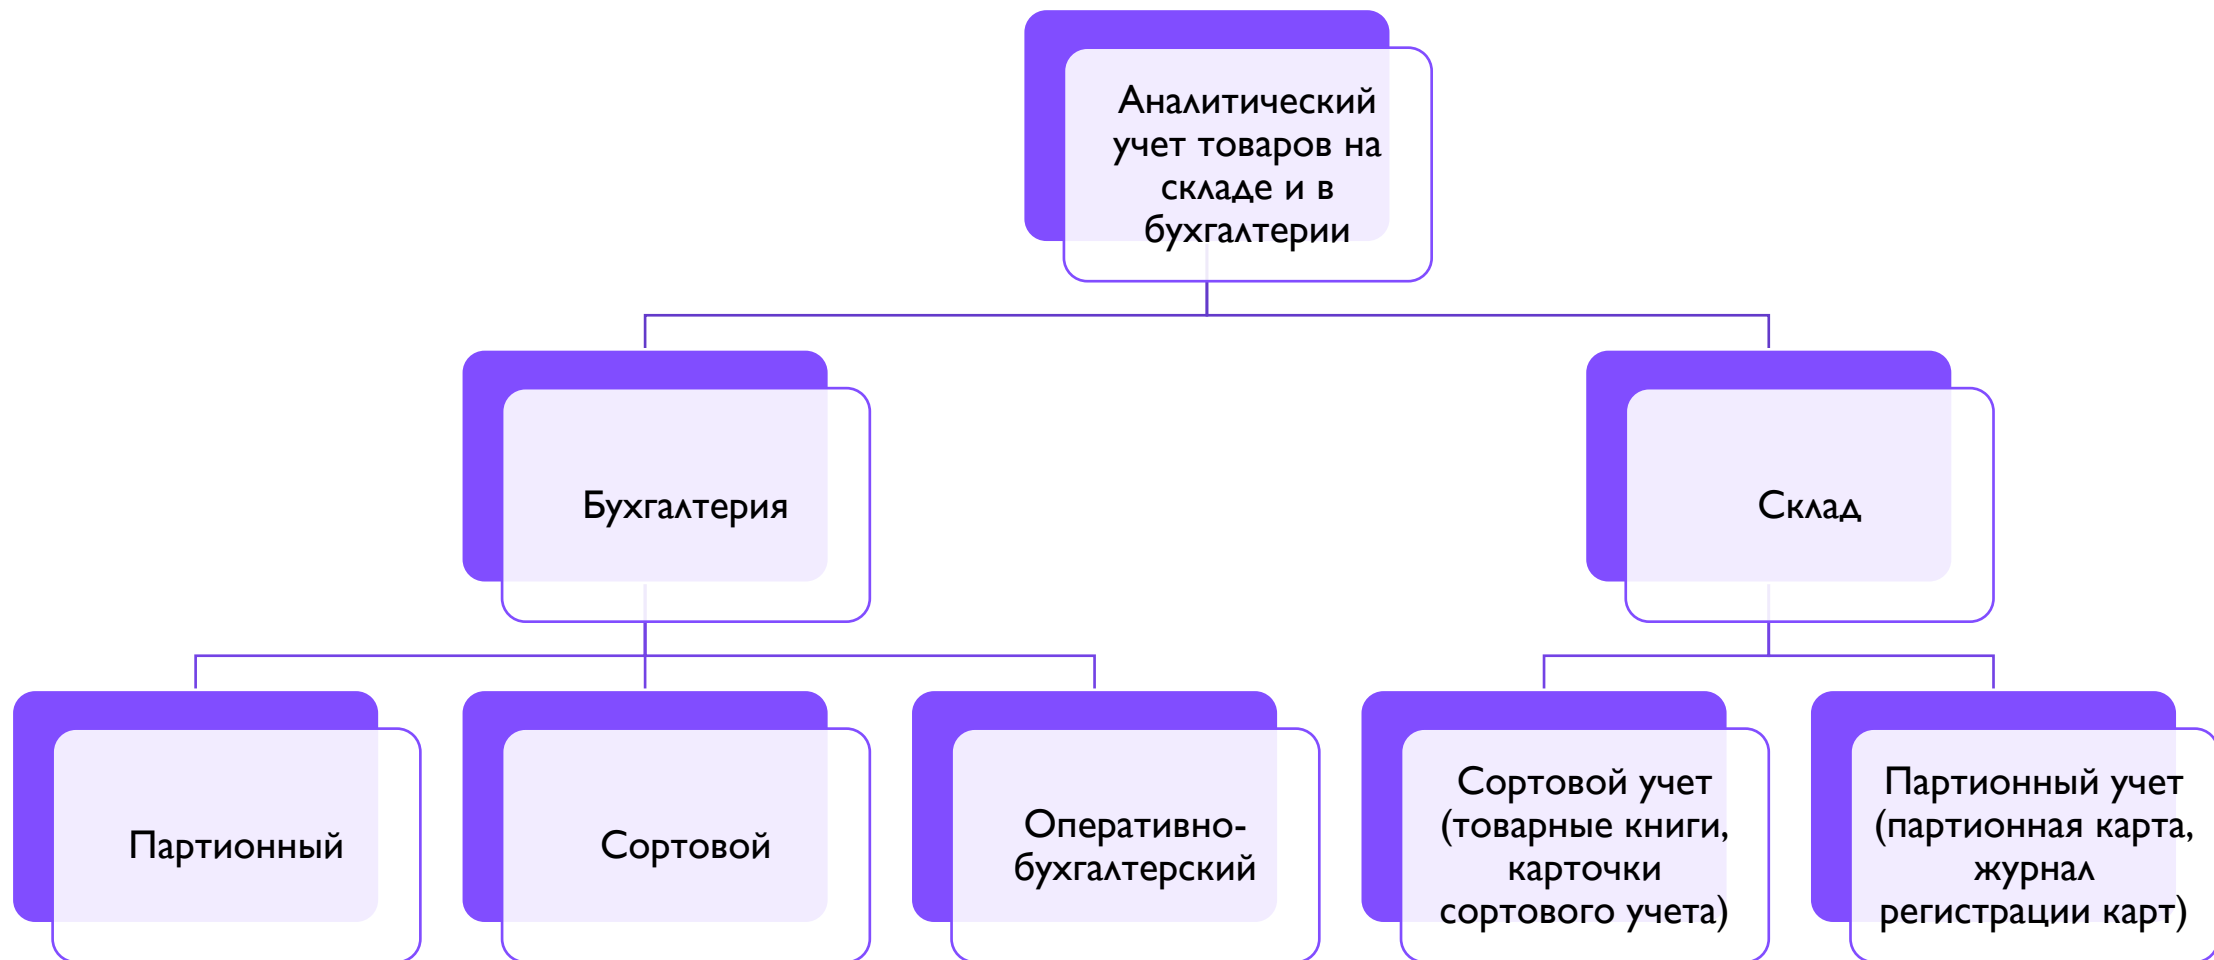 Аналитический
учет товаров на
складе и в
бухгалтерии
Бухгалтерия
Склад
Партионный
Сортовой
Оперативно-
бухгалтерский
Сортовой учет
(товарные книги,
карточки
сортового учета)
Партионный учет
(партионная карта,
журнал
регистрации карт)